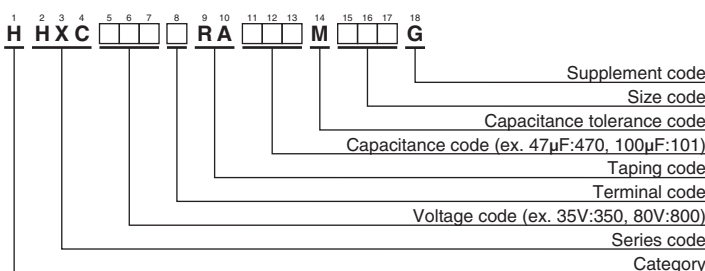 1 2 3 4 5 6 7 8 9 10 11 12 13 14 15 16 17 18
H HXC □□□ □ RA □□□ M □□□ G
Supplement code
Size code
Capacitance tolerance code
Capacitance code (ex. 47µF:470, 100µF:101)
Taping code
Terminal code
Voltage code (ex. 35V:350, 80V:800)
Series code
Category